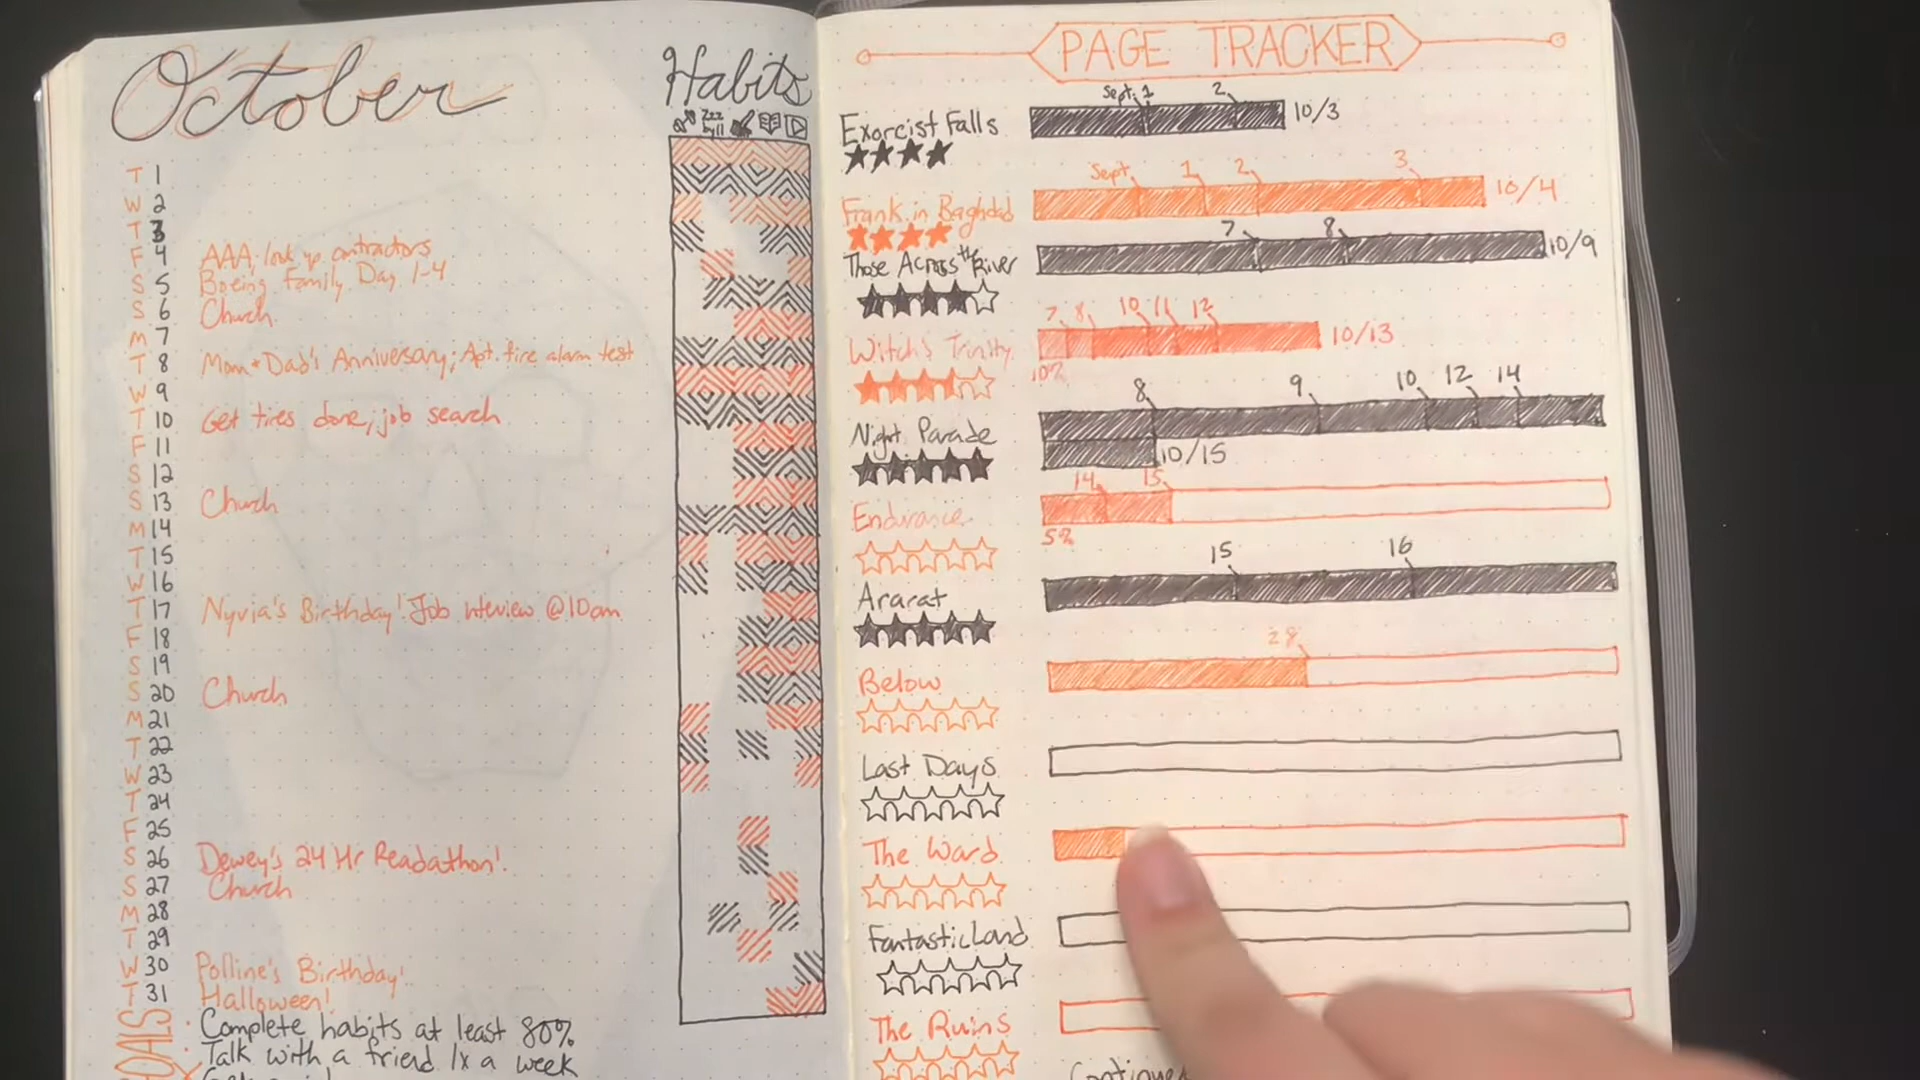 October
Habits
T 1
W 2
T 3
F 4 AAA, look up contractors
S 5 Boeing Family Day 1-4
S 6 Church
M 7
T 8 Mom + Dad's Anniversary; Apt. fire alarm test
W 9
T 10 Get tires done, job search
F 11
S 12
S 13 Church
M 14
T 15
W 16
T 17 Nyvia's Birthday! Job nterview @10am
F 18
S 19
S 20 Church
M 21
T 22
W 23
T 24
F 25
S 26 Dewey's 24 Hr Readathon!
S 27 Church
M 28
T 29
W 30 Polline's Birthday!
T 31 Halloween!
Complete habits at least 80%
Talk with a friend 1x a week
PAGE TRACKER
Sept. 1 2
Exorcist Falls 10/3
Sept 1 2 3
Frank. in Baghdad 10/4
7 8
Those Across the River 10/9
7 8 10 11 12
Witch's Trinity 10/13
10%
8 9 10 12 14
Night Parade
10/15
14 15
Endurance
5%
15 16
Ararat
28
Below
Last Days
The Ward
FantasticLand
The Ruins